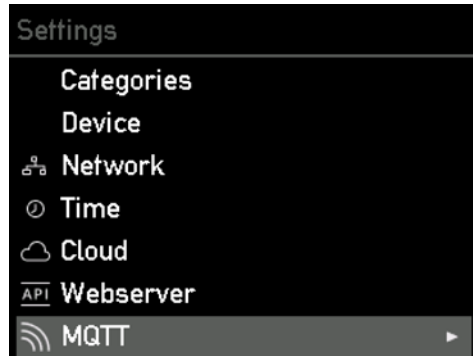 Settings
Categories
Device
Network
Time
Cloud
API Webserver
MQTT